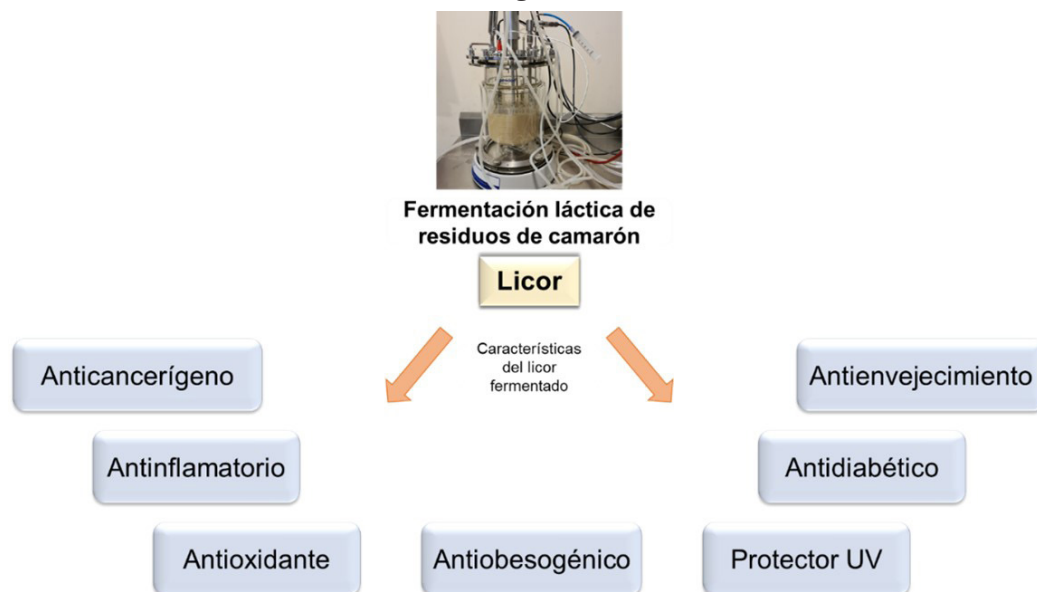 Fermentación láctica de
residuos de camarón
Licor
Características
del licor
fermentado
Anticancerígeno
Antienvejecimiento
Antinflamatorio
Antidiabético
Antioxidante
Antiobesogénico
Protector UV